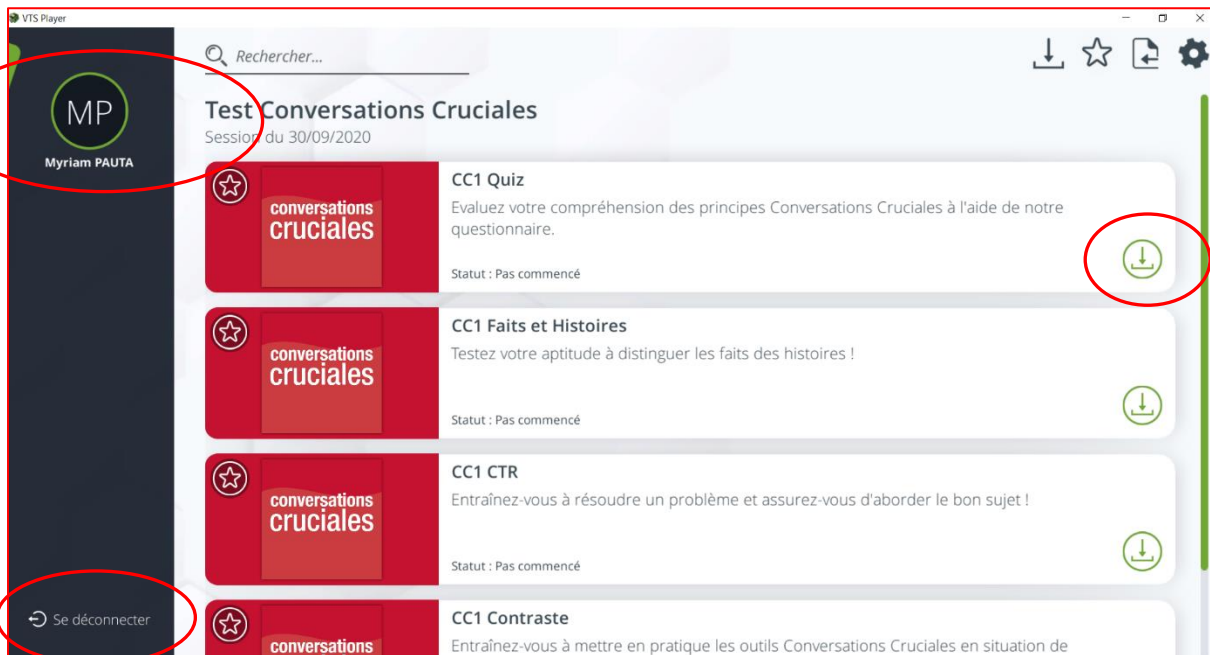 VTS Player
Rechercher...
MP
Myriam PAUTA
Test Conversations Cruciales
Session du 30/09/2020
conversations
cruciales
CC1 Quiz
Evaluez votre compréhension des principes Conversations Cruciales à l'aide de notre
questionnaire.
Statut : Pas commencé
conversations
cruciales
CC1 Faits et Histoires
Testez votre aptitude à distinguer les faits des histoires !
Statut : Pas commencé
conversations
cruciales
CC1 CTR
Entraînez-vous à résoudre un problème et assurez-vous d'aborder le bon sujet !
Statut : Pas commencé
Se déconnecter
conversations
CC1 Contraste
Entraînez-vous à mettre en pratique les outils Conversations Cruciales en situation de